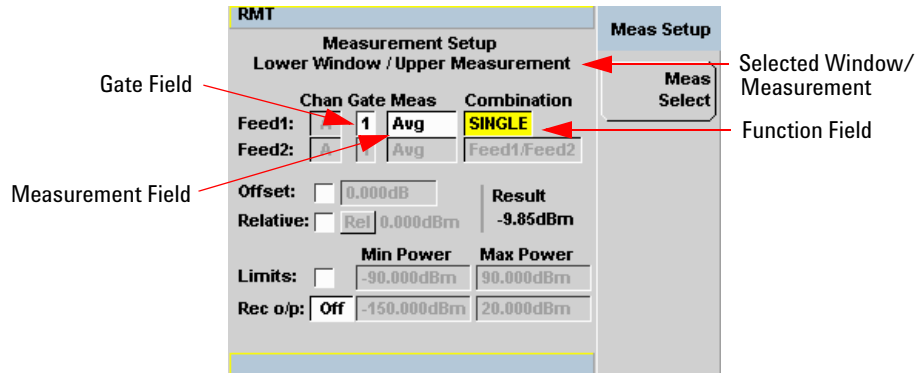 RMT
Meas Setup
Measurement Setup
Lower Window / Upper Measurement
Selected Window/
Measurement
Meas
Select
Gate Field
Chan Gate Meas Combination
Feed1: A 1 Avg SINGLE
Function Field
Feed2: A 1 Avg Feed1/Feed2
Measurement Field
Offset: 0.000dB Result
Relative: Rel 0.000dBm -9.85dBm
Min Power Max Power
Limits: -90.000dBm 90.000dBm
Rec o/p: Off -150.000dBm 20.000dBm